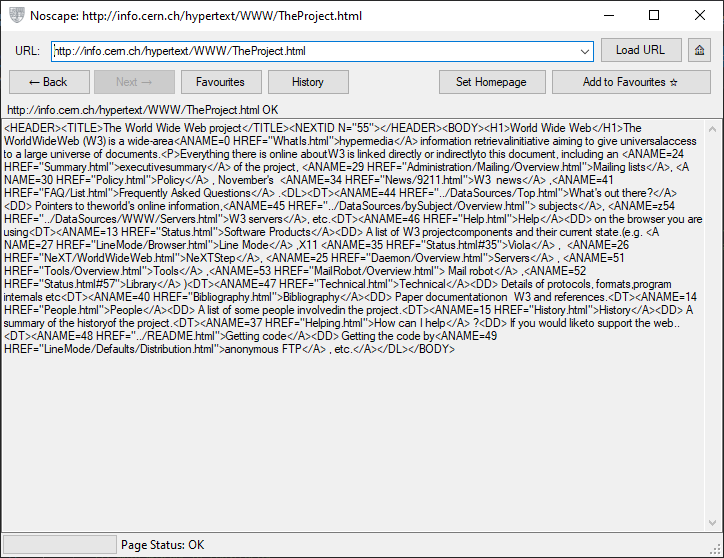 Noscape: http://info.cern.ch/hypertext/WWW/TheProject.html
URL: http://info.cern.ch/hypertext/WWW/TheProject.html Load URL
← Back Next → Favourites History Set Homepage Add to Favourites ☆
http://info.cern.ch/hypertext/WWW/TheProject.html OK
<HEADER><TITLE>The World Wide Web project</TITLE><NEXTID N="55"></HEADER><BODY><H1>World Wide Web</H1>The
WorldWideWeb (W3) is a wide-area<ANAME=0 HREF="WhatIs.html">hypermedia</A> information retrievalinitiative aiming to give universalaccess
to a large universe of documents.<P>Everything there is online aboutW3 is linked directly or indirectlyto this document, including an <ANAME=24
HREF="Summary.html">executivesummary</A> of the project, <ANAME=29 HREF="Administration/Mailing/Overview.html">Mailing lists</A>, <A
NAME=30 HREF="Policy.html">Policy</A> , November's  <ANAME=34 HREF="News/9211.html">W3  news</A> ,<ANAME=41
HREF="FAQ/List.html">Frequently Asked Questions</A> .<DL><DT><ANAME=44 HREF="../DataSources/Top.html">What's out there?</A>
<DD> Pointers to theworld's online information,<ANAME=45 HREF="../DataSources/bySubject/Overview.html"> subjects</A>, <ANAME=z54
HREF="../DataSources/WWW/Servers.html">W3 servers</A>, etc.<DT><ANAME=46 HREF="Help.html">Help</A><DD> on the browser you are
using<DT><ANAME=13 HREF="Status.html">Software Products</A><DD> A list of W3 projectcomponents and their current state.(e.g. <A
NAME=27 HREF="LineMode/Browser.html">Line Mode</A> ,X11 <ANAME=35 HREF="Status.html#35">Viola</A> ,  <ANAME=26
HREF="NeXT/WorldWideWeb.html">NeXTStep</A>, <ANAME=25 HREF="Daemon/Overview.html">Servers</A> , <ANAME=51
HREF="Tools/Overview.html">Tools</A> ,<ANAME=53 HREF="MailRobot/Overview.html"> Mail robot</A> ,<ANAME=52
HREF="Status.html#57">Library</A> )<DT><ANAME=47 HREF="Technical.html">Technical</A><DD> Details of protocols, formats,program
internals etc<DT><ANAME=40 HREF="Bibliography.html">Bibliography</A><DD> Paper documentationon  W3 and references.<DT><ANAME=14
HREF="People.html">People</A><DD> A list of some people involvedin the project.<DT><ANAME=15 HREF="History.html">History</A><DD> A
summary of the historyof the project.<DT><ANAME=37 HREF="Helping.html">How can I help</A> ?<DD> If you would liketo support the web..
<DT><ANAME=48 HREF="../README.html">Getting code</A><DD> Getting the code by<ANAME=49
HREF="LineMode/Defaults/Distribution.html">anonymous FTP</A> , etc.</A></DL></BODY>
Page Status: OK